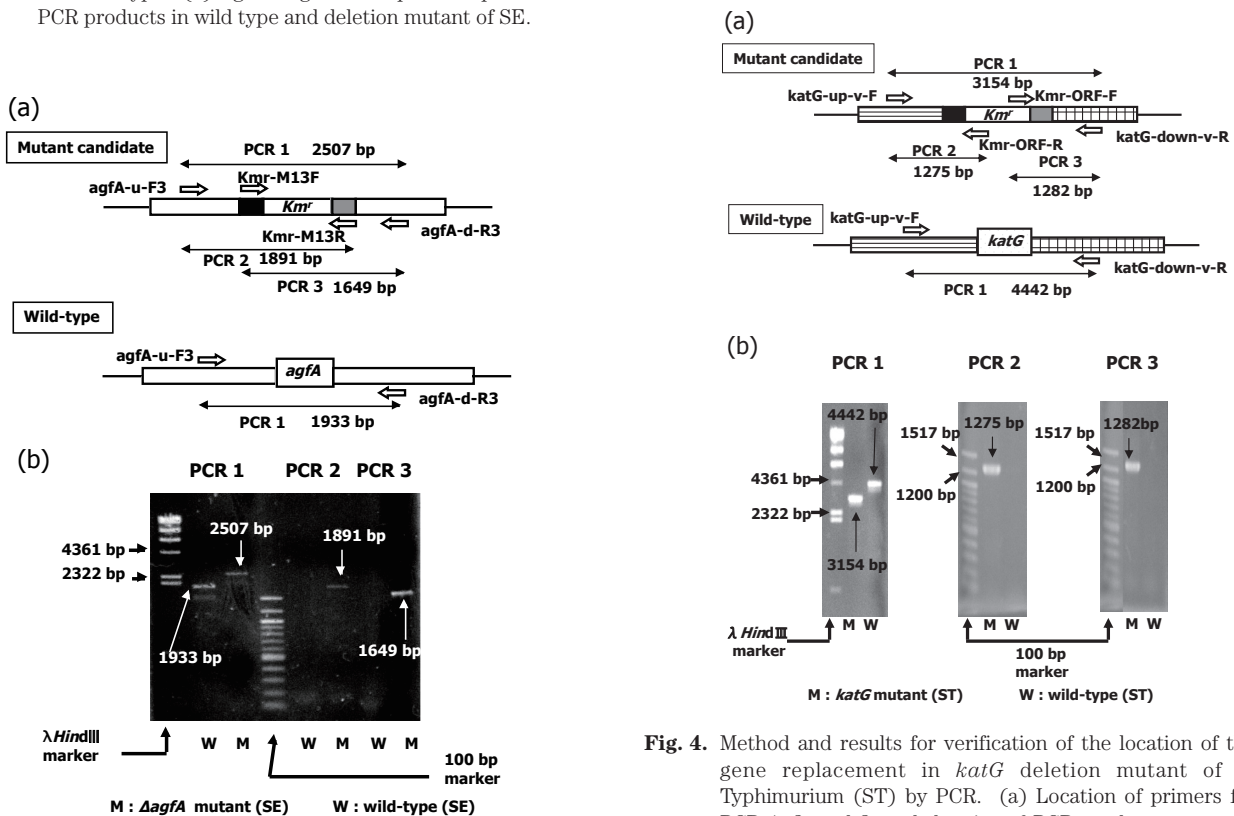 PCR products in wild type and deletion mutant of SE.
(a)
Mutant candidate
PCR 1 2507 bp
Kmr-M13F
agfA-u-F3
Kmr
agfA-d-R3
Kmr-M13R
PCR 2 1891 bp
PCR 3 1649 bp
Wild-type
agfA-u-F3
agfA
agfA-d-R3
PCR 1 1933 bp
(b)
PCR 1 PCR 2 PCR 3
2507 bp
1891 bp
4361 bp
2322 bp
1933 bp
1649 bp
λ HindIII
marker
W M W M W M
100 bp
marker
M : ΔagfA mutant (SE) W : wild-type (SE)
(a)
Mutant candidate
PCR 1
3154 bp
katG-up-v-F
Kmr-ORF-F
Kmr
katG-down-v-R
Kmr-ORF-R
PCR 2
1275 bp
PCR 3
1282 bp
Wild-type
katG-up-v-F
katG
katG-down-v-R
PCR 1 4442 bp
(b)
PCR 1 PCR 2 PCR 3
4442 bp
1517 bp
1275 bp
1517 bp
1282bp
4361 bp
1200 bp
1200 bp
2322 bp
3154 bp
M W
M W
M W
λ HindⅢ
marker
100 bp
marker
M : katG mutant (ST) W : wild-type (ST)
Fig. 4. Method and results for verification of the location of
gene replacement in katG deletion mutant of
Typhimurium (ST) by PCR. (a) Location of primers